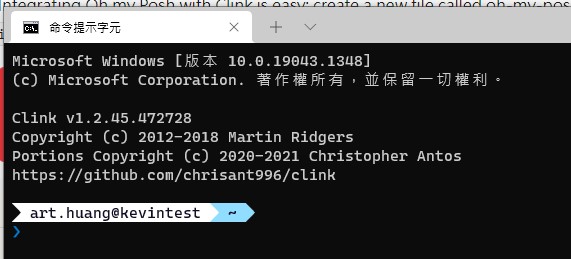 ntegrating Oh my Posh with Clink is easy: create a new file called oh-my-pos
命令提示字元
Microsoft Windows [版本 10.0.19043.1348]
(c) Microsoft Corporation. 著作權所有，並保留一切權利。
Clink v1.2.45.472728
Copyright (c) 2012-2018 Martin Ridgers
Portions Copyright (c) 2020-2021 Christopher Antos
https://github.com/chrisant996/clink
art.huang@kevintest ~
❯